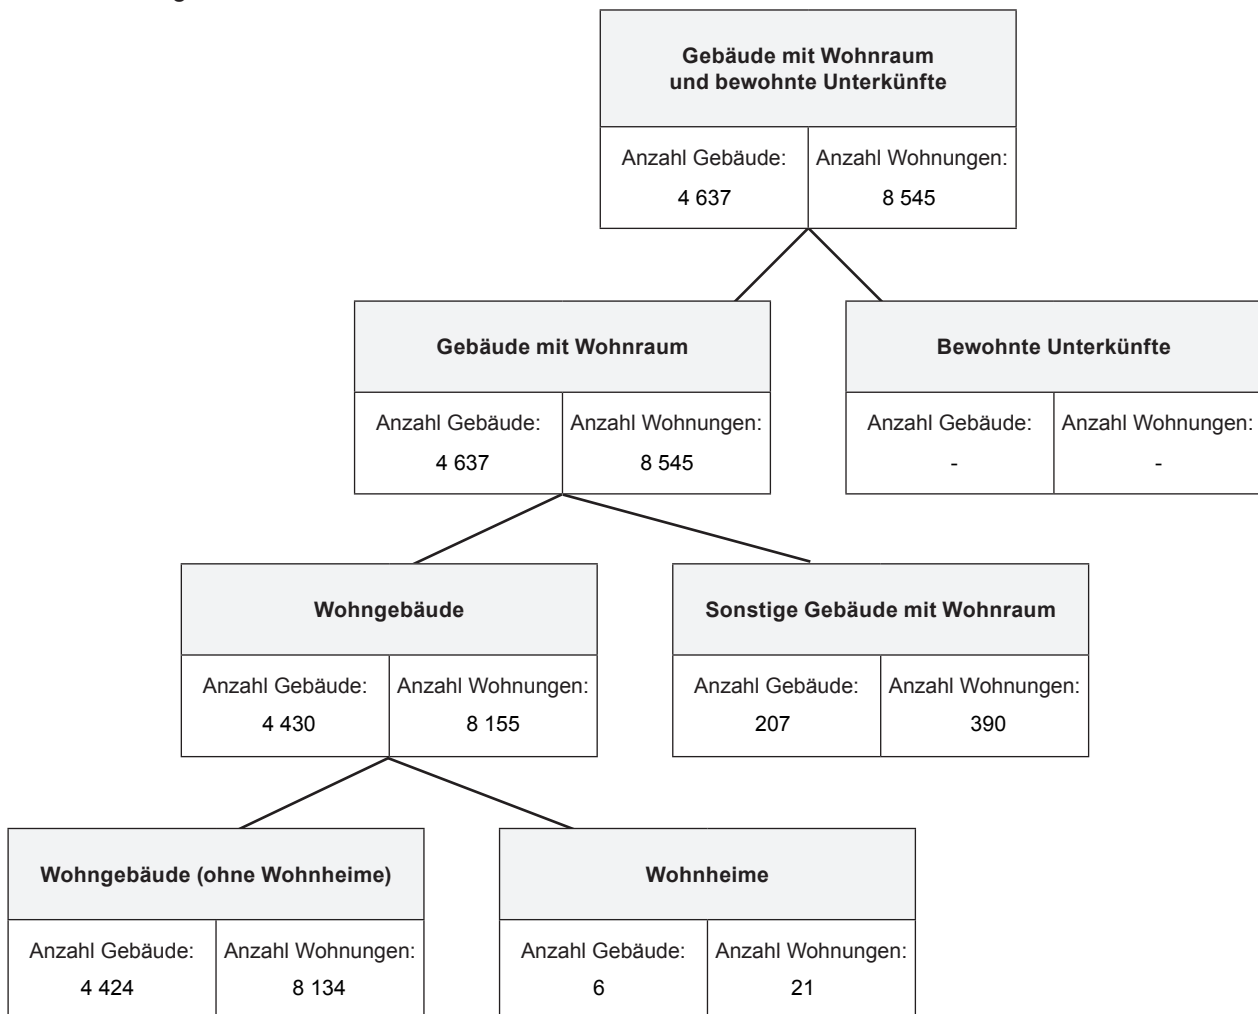 Gebäude mit Wohnraum
und bewohnte Unterkünfte
Anzahl Gebäude: Anzahl Wohnungen:
4 637 8 545
Gebäude mit Wohnraum
Anzahl Gebäude: Anzahl Wohnungen:
4 637 8 545
Bewohnte Unterkünfte
Anzahl Gebäude: Anzahl Wohnungen:
- -
Wohngebäude
Anzahl Gebäude: Anzahl Wohnungen:
4 430 8 155
Sonstige Gebäude mit Wohnraum
Anzahl Gebäude: Anzahl Wohnungen:
207 390
Wohngebäude (ohne Wohnheime)
Anzahl Gebäude: Anzahl Wohnungen:
4 424 8 134
Wohnheime
Anzahl Gebäude: Anzahl Wohnungen:
6 21